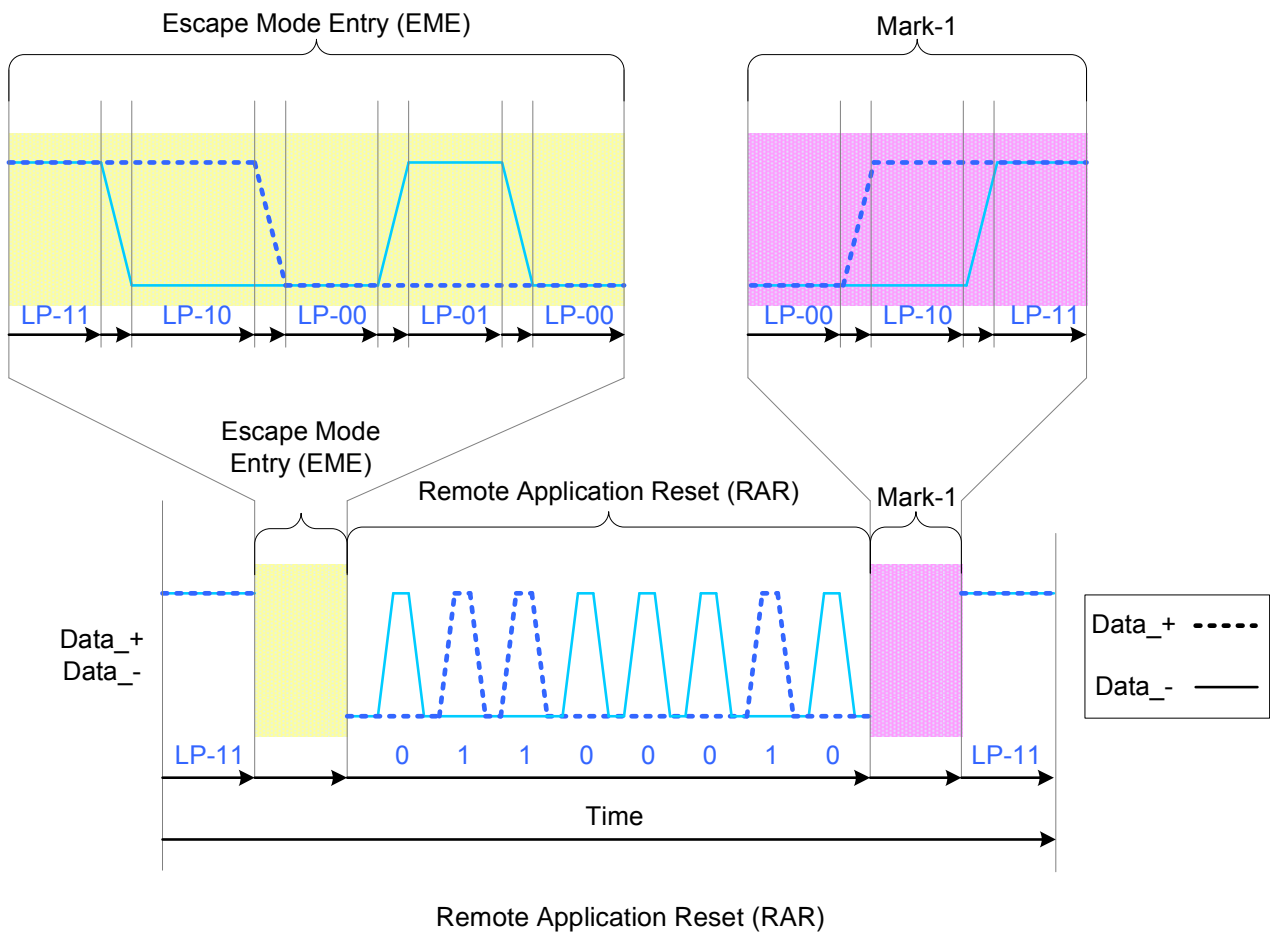 Escape Mode Entry (EME)
Mark-1
LP-11 LP-10 LP-00 LP-01 LP-00
LP-00 LP-10 LP-11
Escape Mode
Entry (EME)
Remote Application Reset (RAR)
Mark-1
Data_+
Data_-
Data_+
Data_-
LP-11 0 1 1 0 0 0 1 0 LP-11
Time
Remote Application Reset (RAR)